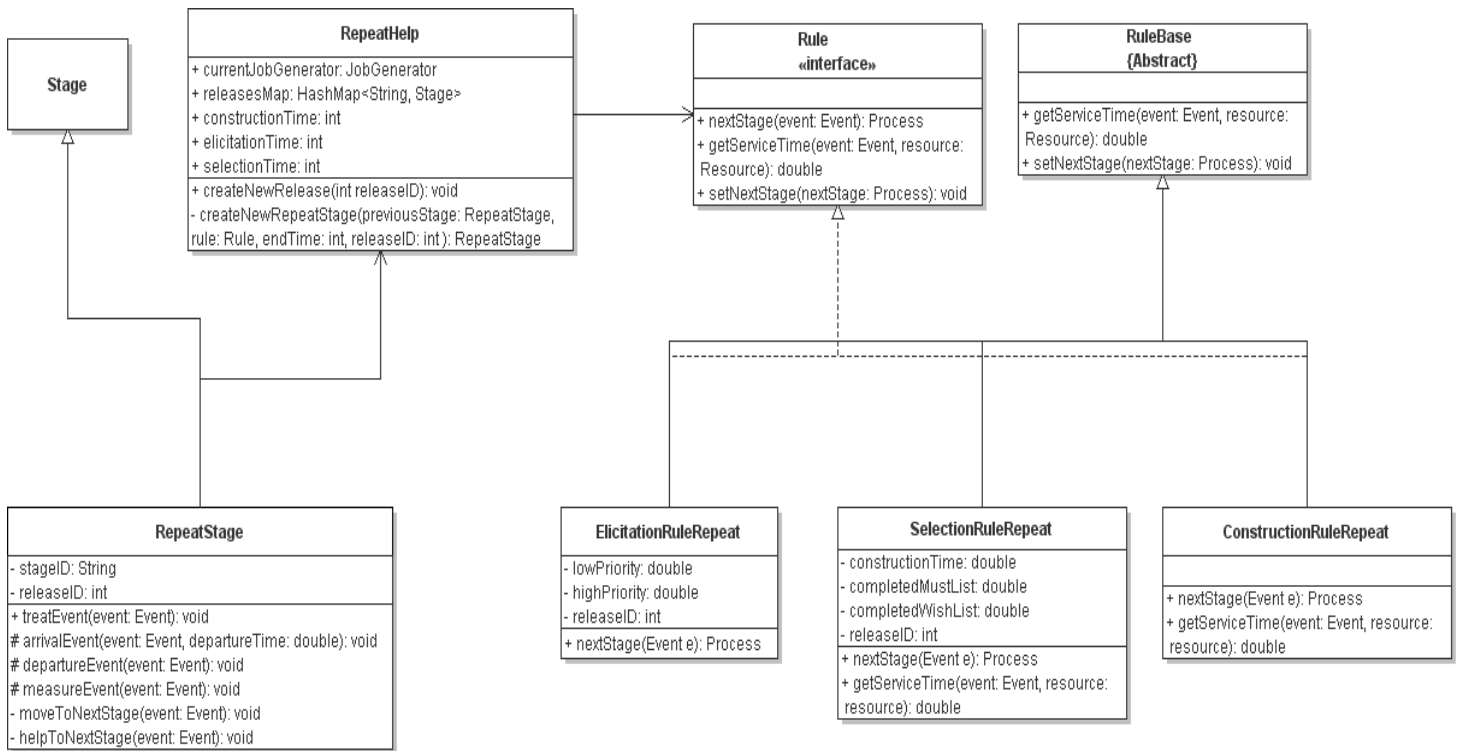 Stage
RepeatHelp
+ currentJobGenerator: JobGenerator
+ releasesMap: HashMap<String, Stage>
+ constructionTime: int
+ elicitationTime: int
+ selectionTime: int
+ createNewRelease(int releaseID): void
- createNewRepeatStage(previousStage: RepeatStage,
rule: Rule, endTime: int, releaseID: int ): RepeatStage
Rule
«interface»
+ nextStage(event: Event): Process
+ getServiceTime(event: Event, resource:
Resource): double
+ setNextStage(nextStage: Process): void
RuleBase
{Abstract}
+ getServiceTime(event: Event, resource:
Resource): double
+ setNextStage(nextStage: Process): void
RepeatStage
- stageID: String
- releaseID: int
+ treatEvent(event: Event): void
# arrivalEvent(event: Event, departureTime: double): void
# departureEvent(event: Event): void
# measureEvent(event: Event): void
- moveToNextStage(event: Event): void
- helpToNextStage(event: Event): void
ElicitationRuleRepeat
- lowPriority: double
- highPriority: double
- releaseID: int
+ nextStage(Event e): Process
SelectionRuleRepeat
- constructionTime: double
- completedMustList: double
- completedWishList: double
- releaseID: int
+ nextStage(Event e): Process
+ getServiceTime(event: Event, resource:
resource): double
ConstructionRuleRepeat
+ nextStage(Event e): Process
+ getServiceTime(event: Event, resource:
resource): double